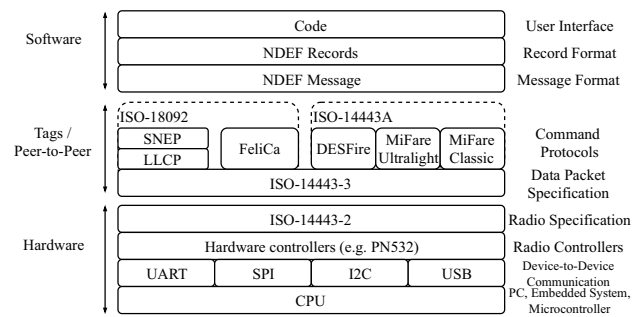 Software
Code
User Interface
NDEF Records
Record Format
NDEF Message
Message Format
Tags /
Peer-to-Peer
ISO-18092
ISO-14443A
SNEP
LLCP
FeliCa
DESFire
MiFare
Ultralight
MiFare
Classic
Command
Protocols
ISO-14443-3
Data Packet
Specification
Hardware
ISO-14443-2
Radio Specification
Hardware controllers (e.g. PN532)
Radio Controllers
UART
SPI
I2C
USB
Device-to-Device
Communication
CPU
PC, Embedded System,
Microcontroller